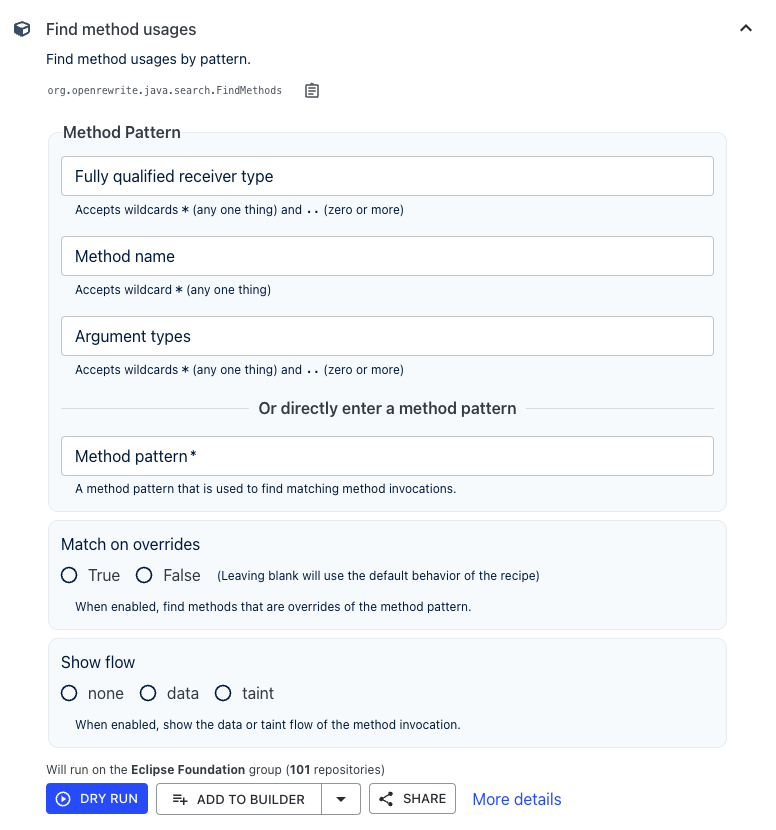 Find method usages
Find method usages by pattern.
org.openrewrite.java.search.FindMethods
Method Pattern
Fully qualified receiver type
Accepts wildcards * (any one thing) and .. (zero or more)
Method name
Accepts wildcard * (any one thing)
Argument types
Accepts wildcards * (any one thing) and .. (zero or more)
Or directly enter a method pattern
Method pattern*
A method pattern that is used to find matching method invocations.
Match on overrides
True False (Leaving blank will use the default behavior of the recipe)
When enabled, find methods that are overrides of the method pattern.
Show flow
none data taint
When enabled, show the data or taint flow of the method invocation.
Will run on the Eclipse Foundation group (101 repositories)
DRY RUN ADD TO BUILDER SHARE More details